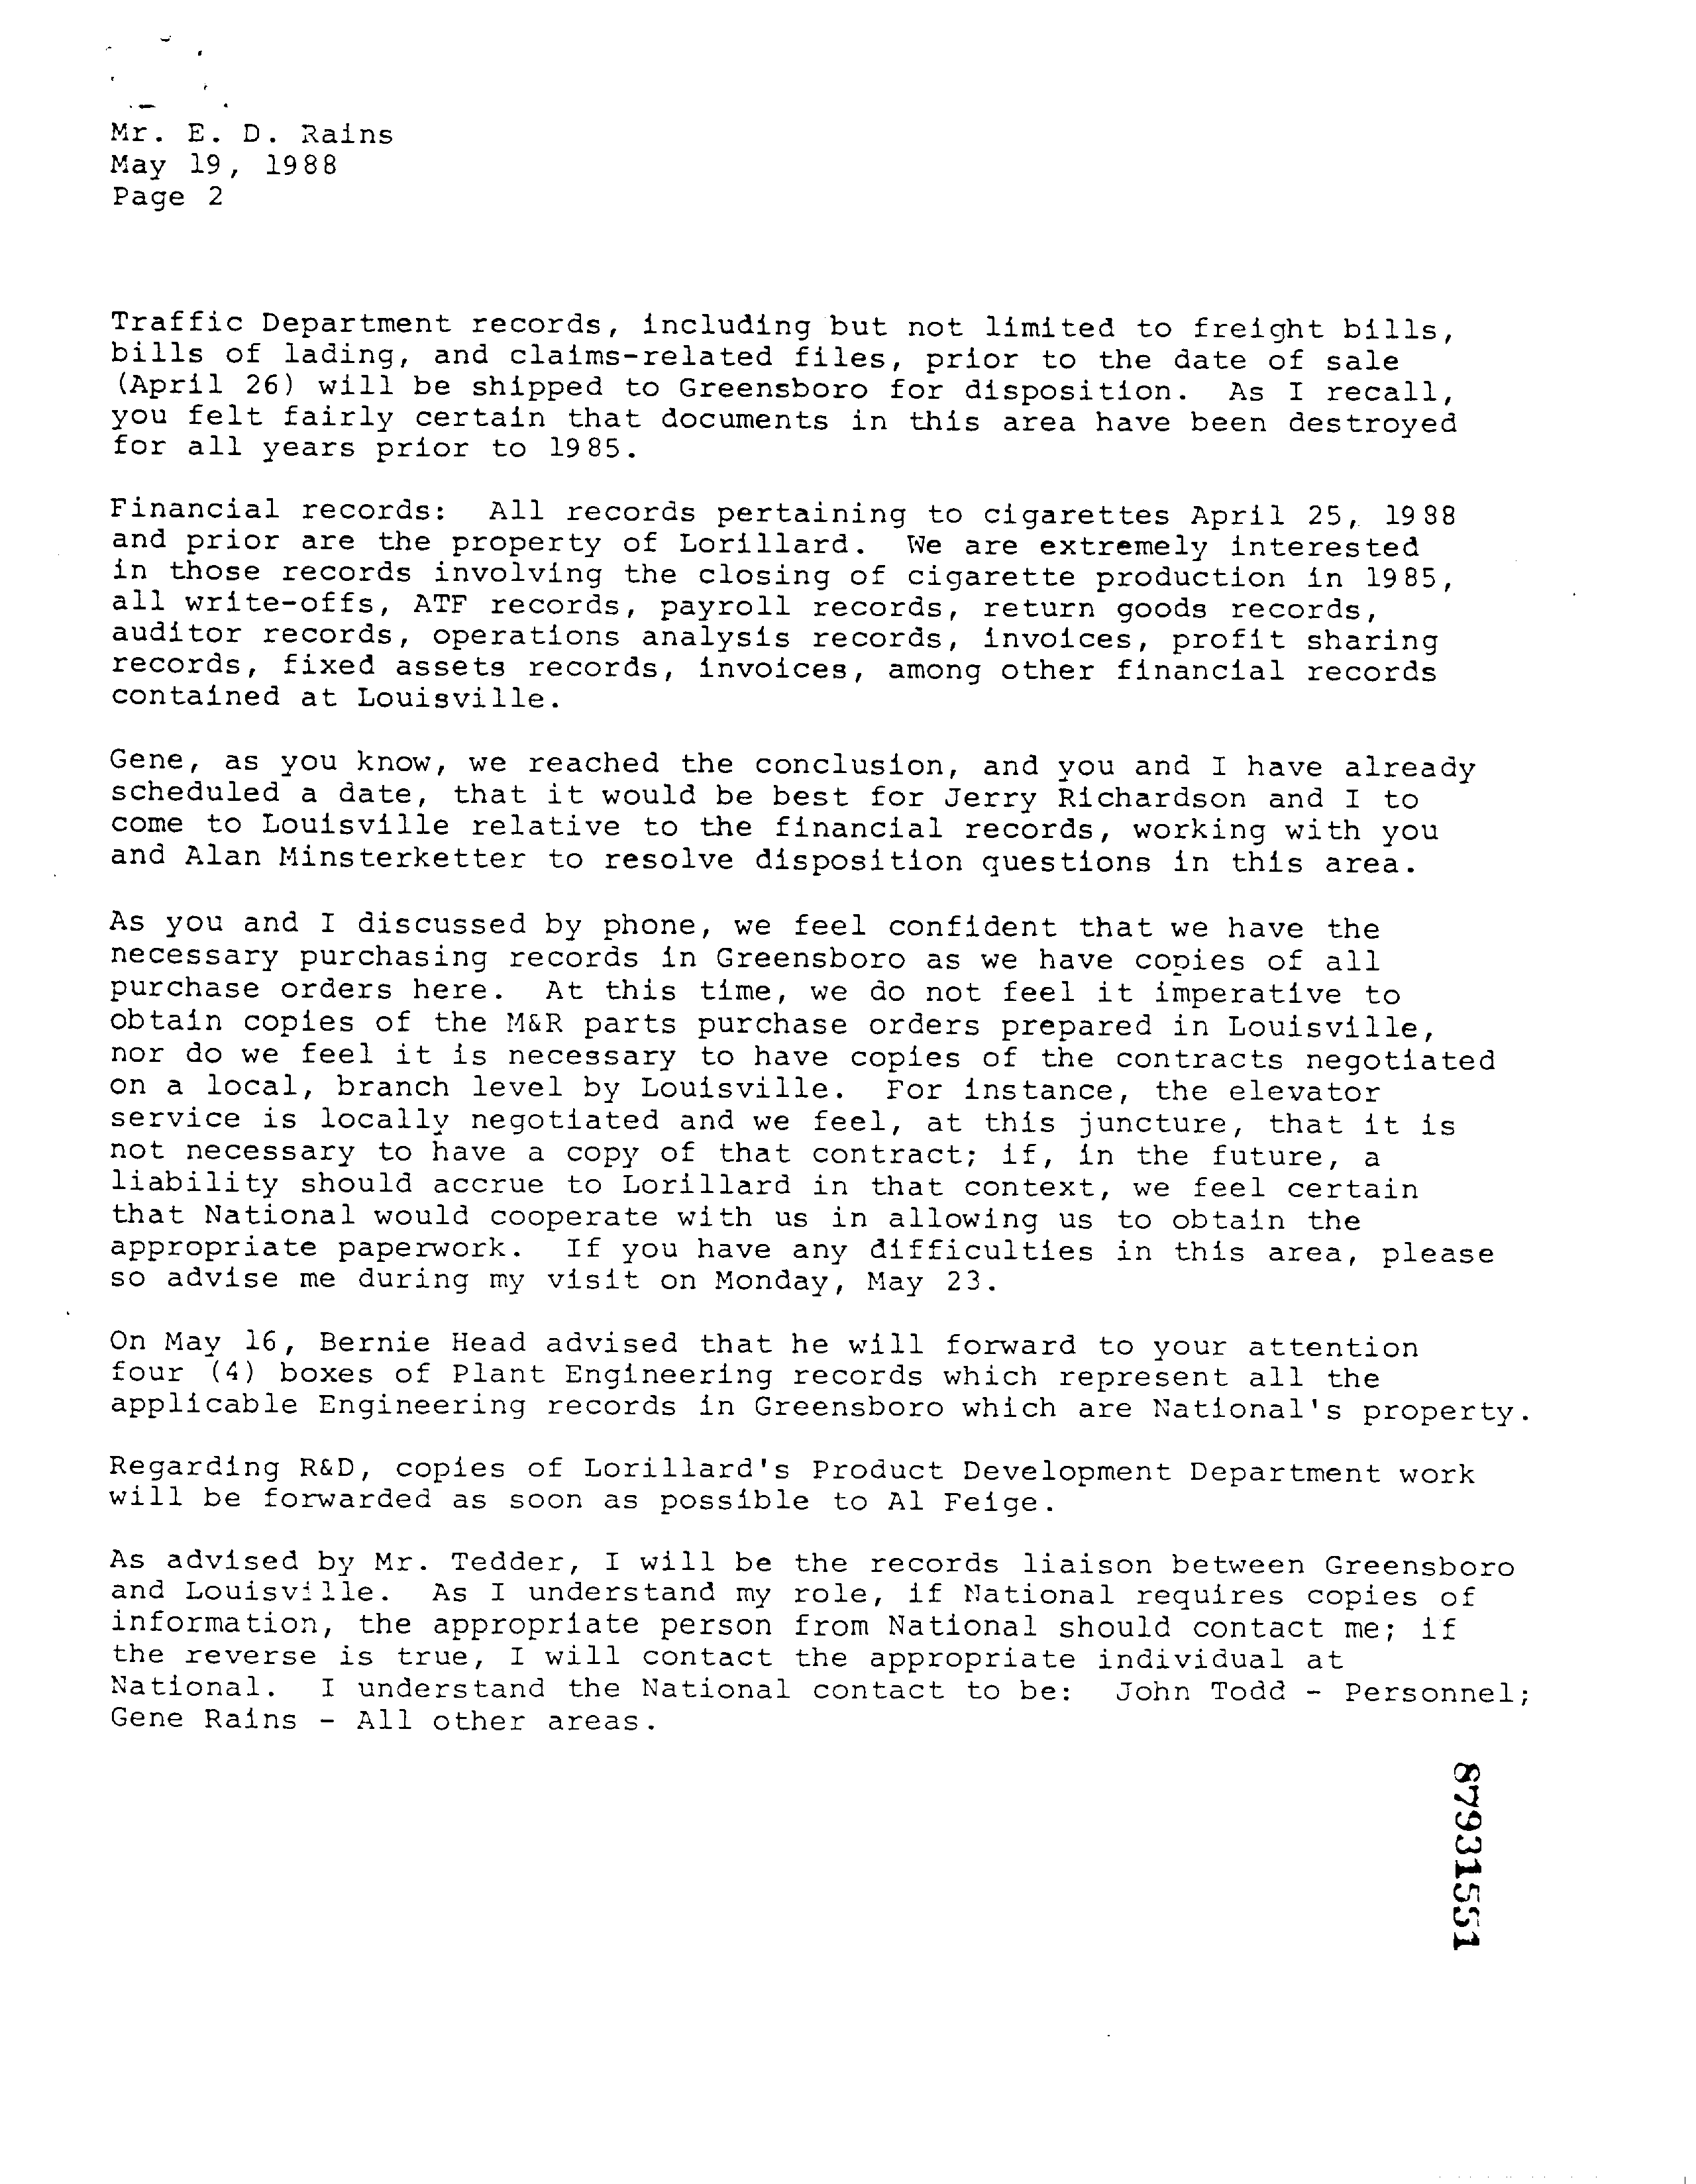 Mr. E. D. Rains
May 19, 1988
Page 2
Traffic Department records, including but not limited to freight bills,
bills of lading, and claims-related files, prior to the date of sale
(April 26) will be shipped to Greensboro for disposition. As I recall,
you felt fairly certain that documents in this area have been destroyed
for all years prior to 1985.
Financial records: All records pertaining to cigarettes April 25, 1988
and prior are the property of Lorillard. We are extremely interested
in those records involving the closing of cigarette production in 1985,
all write-offs, ATF records, payroll records, return goods records,
auditor records, operations analysis records, invoices, profit sharing
records, fixed assets records, invoices, among other financial records
contained at Louisville.
Gene, as you know, we reached the conclusion, and you and I have already
scheduled a date, that it would be best for Jerry Richardson and I to
come to Louisville relative to the financial records, working with you
and Alan Minsterketter to resolve disposition questions in this area.
As you and I discussed by phone, we feel confident that we have the
necessary purchasing records in Greensboro as we have copies of all
purchase orders here. At this time, we do not feel it imperative to
obtain copies of the M&R parts purchase orders prepared in Louisville,
nor do we feel it is necessary to have copies of the contracts negotiated
on a local, branch level by Louisville. For instance, the elevator
service is locally negotiated and we feel, at this juncture, that it is
not necessary to have a copy of that contract; if, in the future, a
liability should accrue to Lorillard in that context, we feel certain
that National would cooperate with us in allowing us to obtain the
appropriate paperwork. If you have any difficulties in this area, please
so advise me during my visit on Monday, May 23.
On May 16, Bernie Head advised that he will forward to your attention
four (4) boxes of Plant Engineering records which represent all the
applicable Engineering records in Greensboro which are National's property.
Regarding R&D, copies of Lorillard's Product Development Department work
will be forwarded as soon as possible to Al Feige.
As advised by Mr. Tedder, I will be the records liaison between Greensboro
and Louisville. As I understand my role, if National requires copies of
information, the appropriate person from National should contact me; if
the reverse is true, I will contact the appropriate individual at
National. I understand the National contact to be: John Todd - Personnel;
Gene Rains - All other areas.
87931551